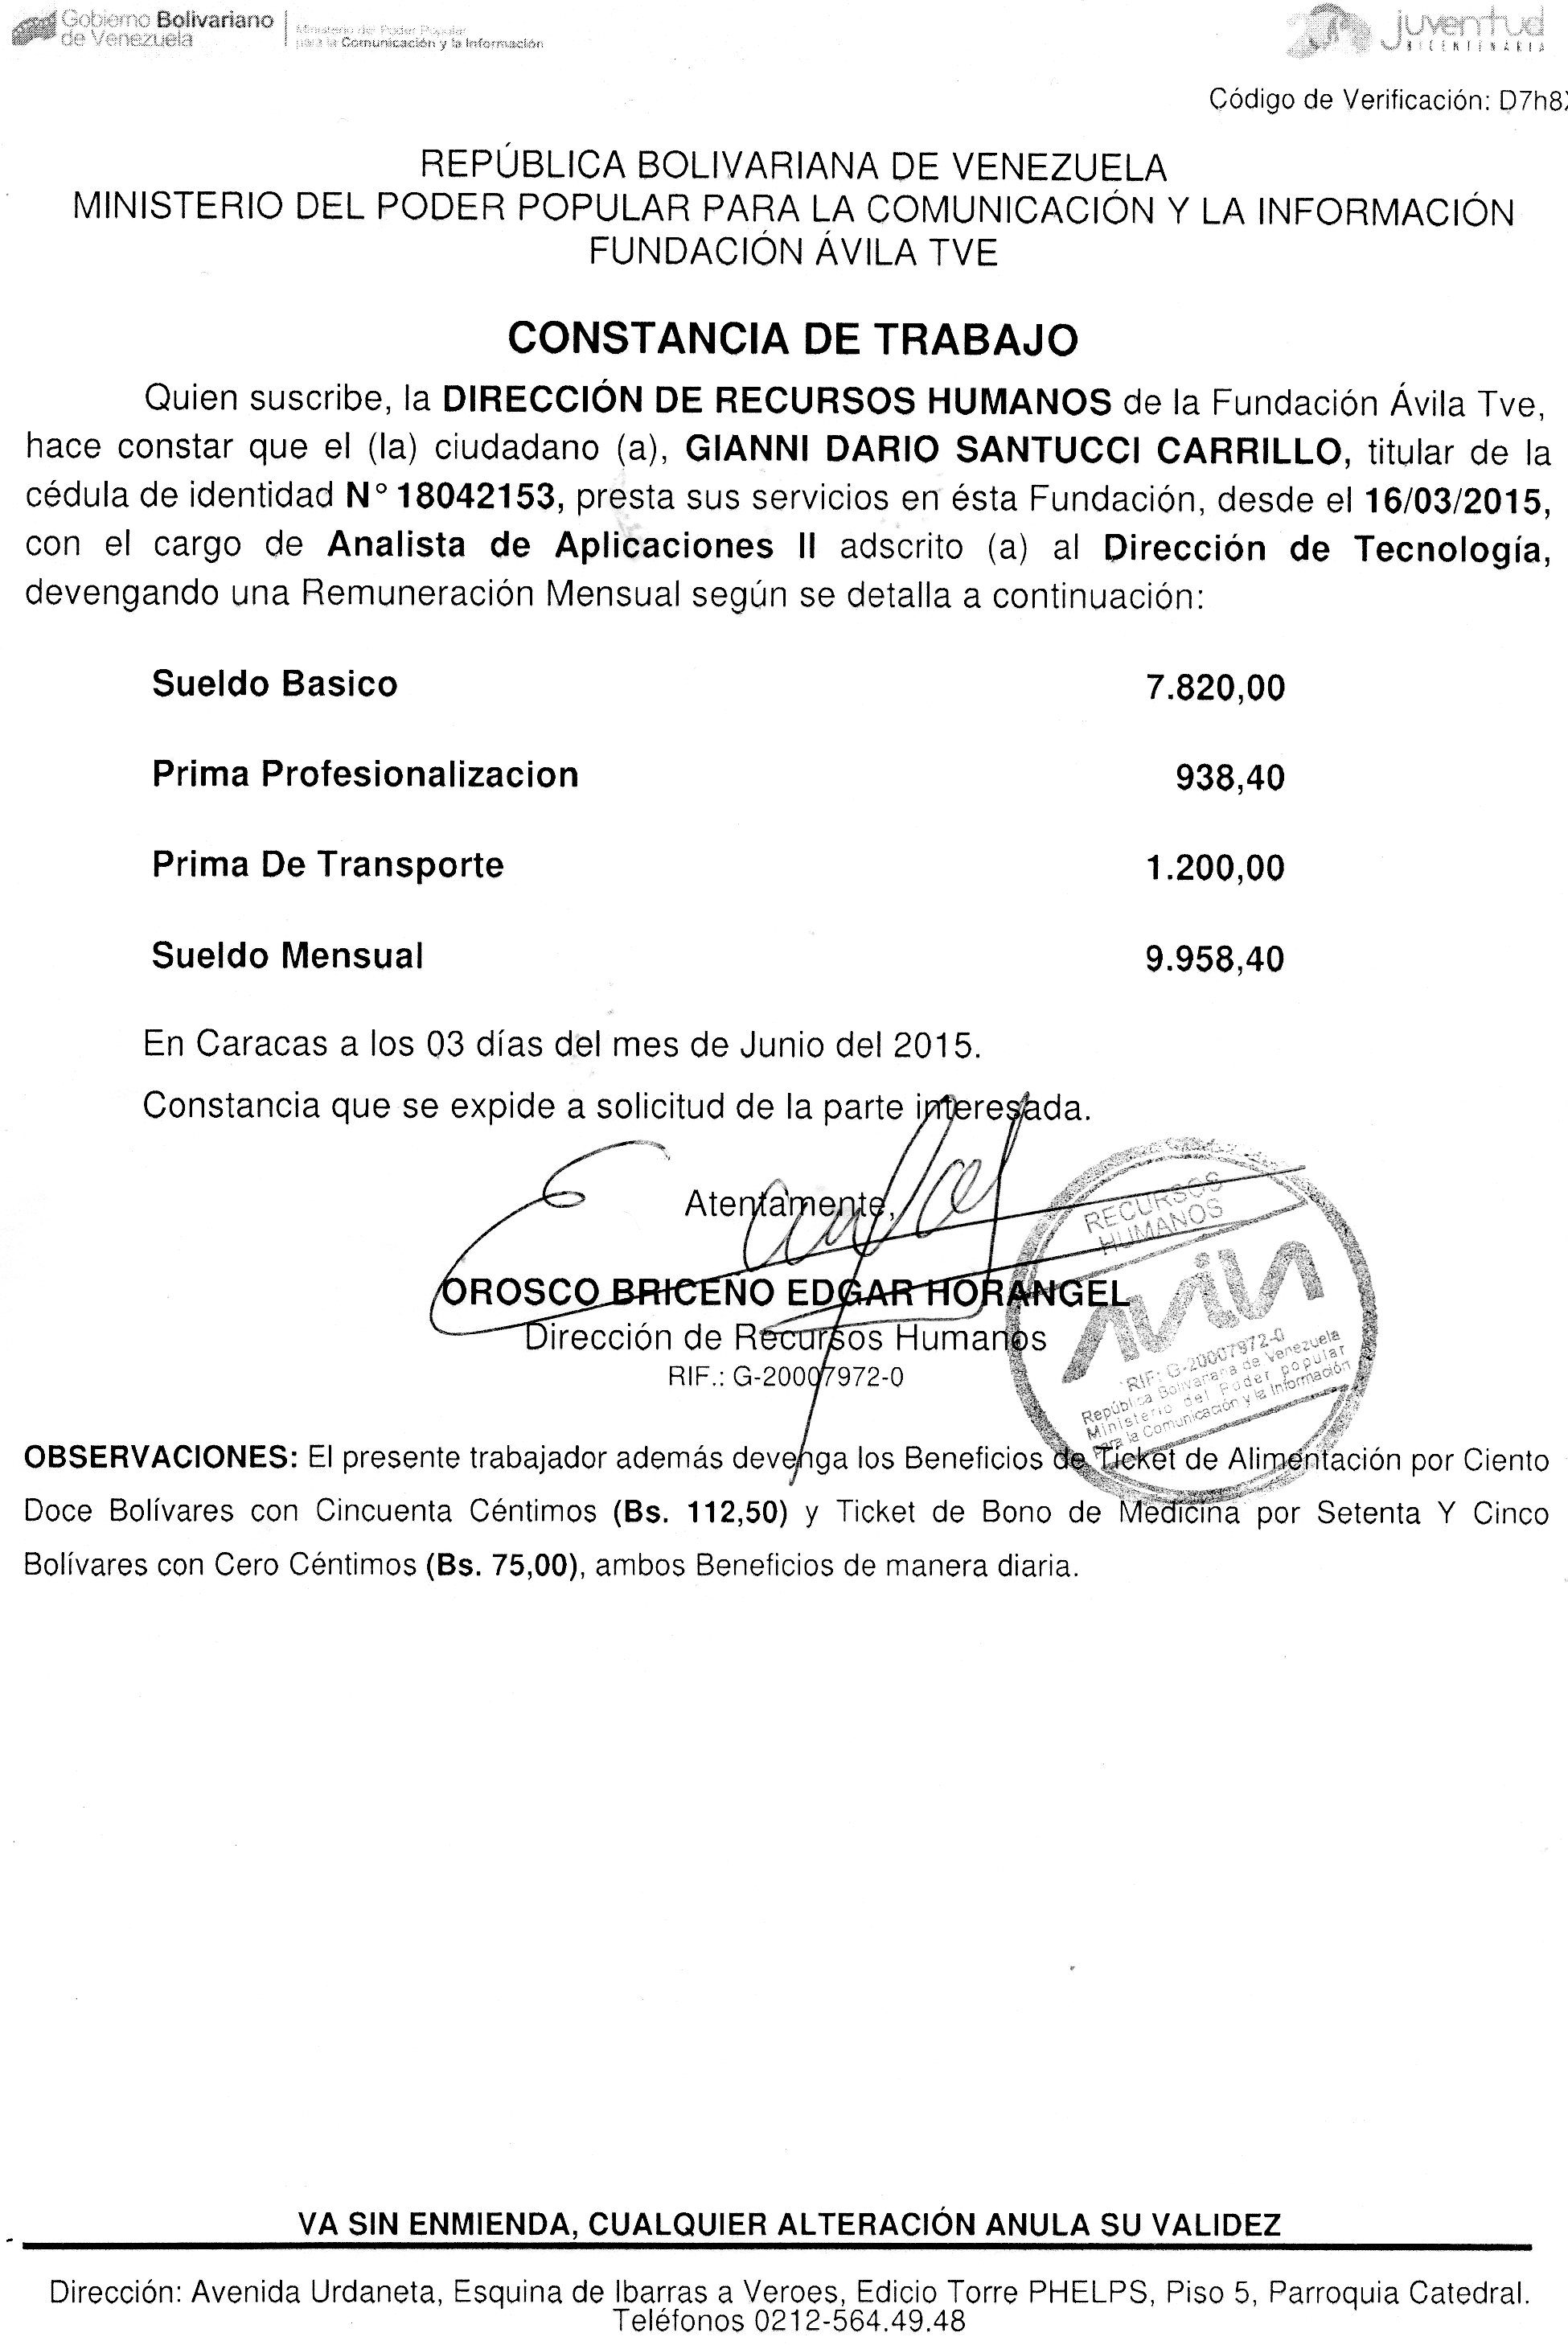 Gobierno Bolivariano
de Venezuela
Ministerio del Poder Popular
para la Comunicación y la Información
juventud
BICENTENARIA
Código de Verificación: D7h8
REPÚBLICA BOLIVARIANA DE VENEZUELA
MINISTERIO DEL PODER POPULAR PARA LA COMUNICACIÓN Y LA INFORMACIÓN
FUNDACIÓN ÁVILA TVE
CONSTANCIA DE TRABAJO
Quien suscribe, la DIRECCIÓN DE RECURSOS HUMANOS de la Fundación Ávila Tve,
hace constar que el (la) ciudadano (a), GIANNI DARIO SANTUCCI CARRILLO, titular de la
cédula de identidad N° 18042153, presta sus servicios en ésta Fundación, desde el 16/03/2015,
con el cargo de Analista de Aplicaciones II adscrito (a) al Dirección de Tecnología,
devengando una Remuneración Mensual según se detalla a continuación:
Sueldo Basico 7.820,00
Prima Profesionalizacion 938,40
Prima De Transporte 1.200,00
Sueldo Mensual 9.958,40
En Caracas a los 03 días del mes de Junio del 2015.
Constancia que se expide a solicitud de la parte interesada.
Atentamente,
OROSCO BRICEÑO EDGAR HORANGEL
Dirección de Recursos Humanos
RIF.: G-20007972-0
RECURSOS
HUMANOS
RIF: G-20007972-0
República Bolivariana de Venezuela
Ministerio del Poder popular
para la Comunicación y la Información
OBSERVACIONES: El presente trabajador además devenga los Beneficios de Ticket de Alimentación por Ciento
Doce Bolívares con Cincuenta Céntimos (Bs. 112,50) y Ticket de Bono de Medicina por Setenta Y Cinco
Bolívares con Cero Céntimos (Bs. 75,00), ambos Beneficios de manera diaria.
VA SIN ENMIENDA, CUALQUIER ALTERACIÓN ANULA SU VALIDEZ
Dirección: Avenida Urdaneta, Esquina de Ibarras a Veroes, Edicio Torre PHELPS, Piso 5, Parroquia Catedral.
Teléfonos 0212-564.49.48